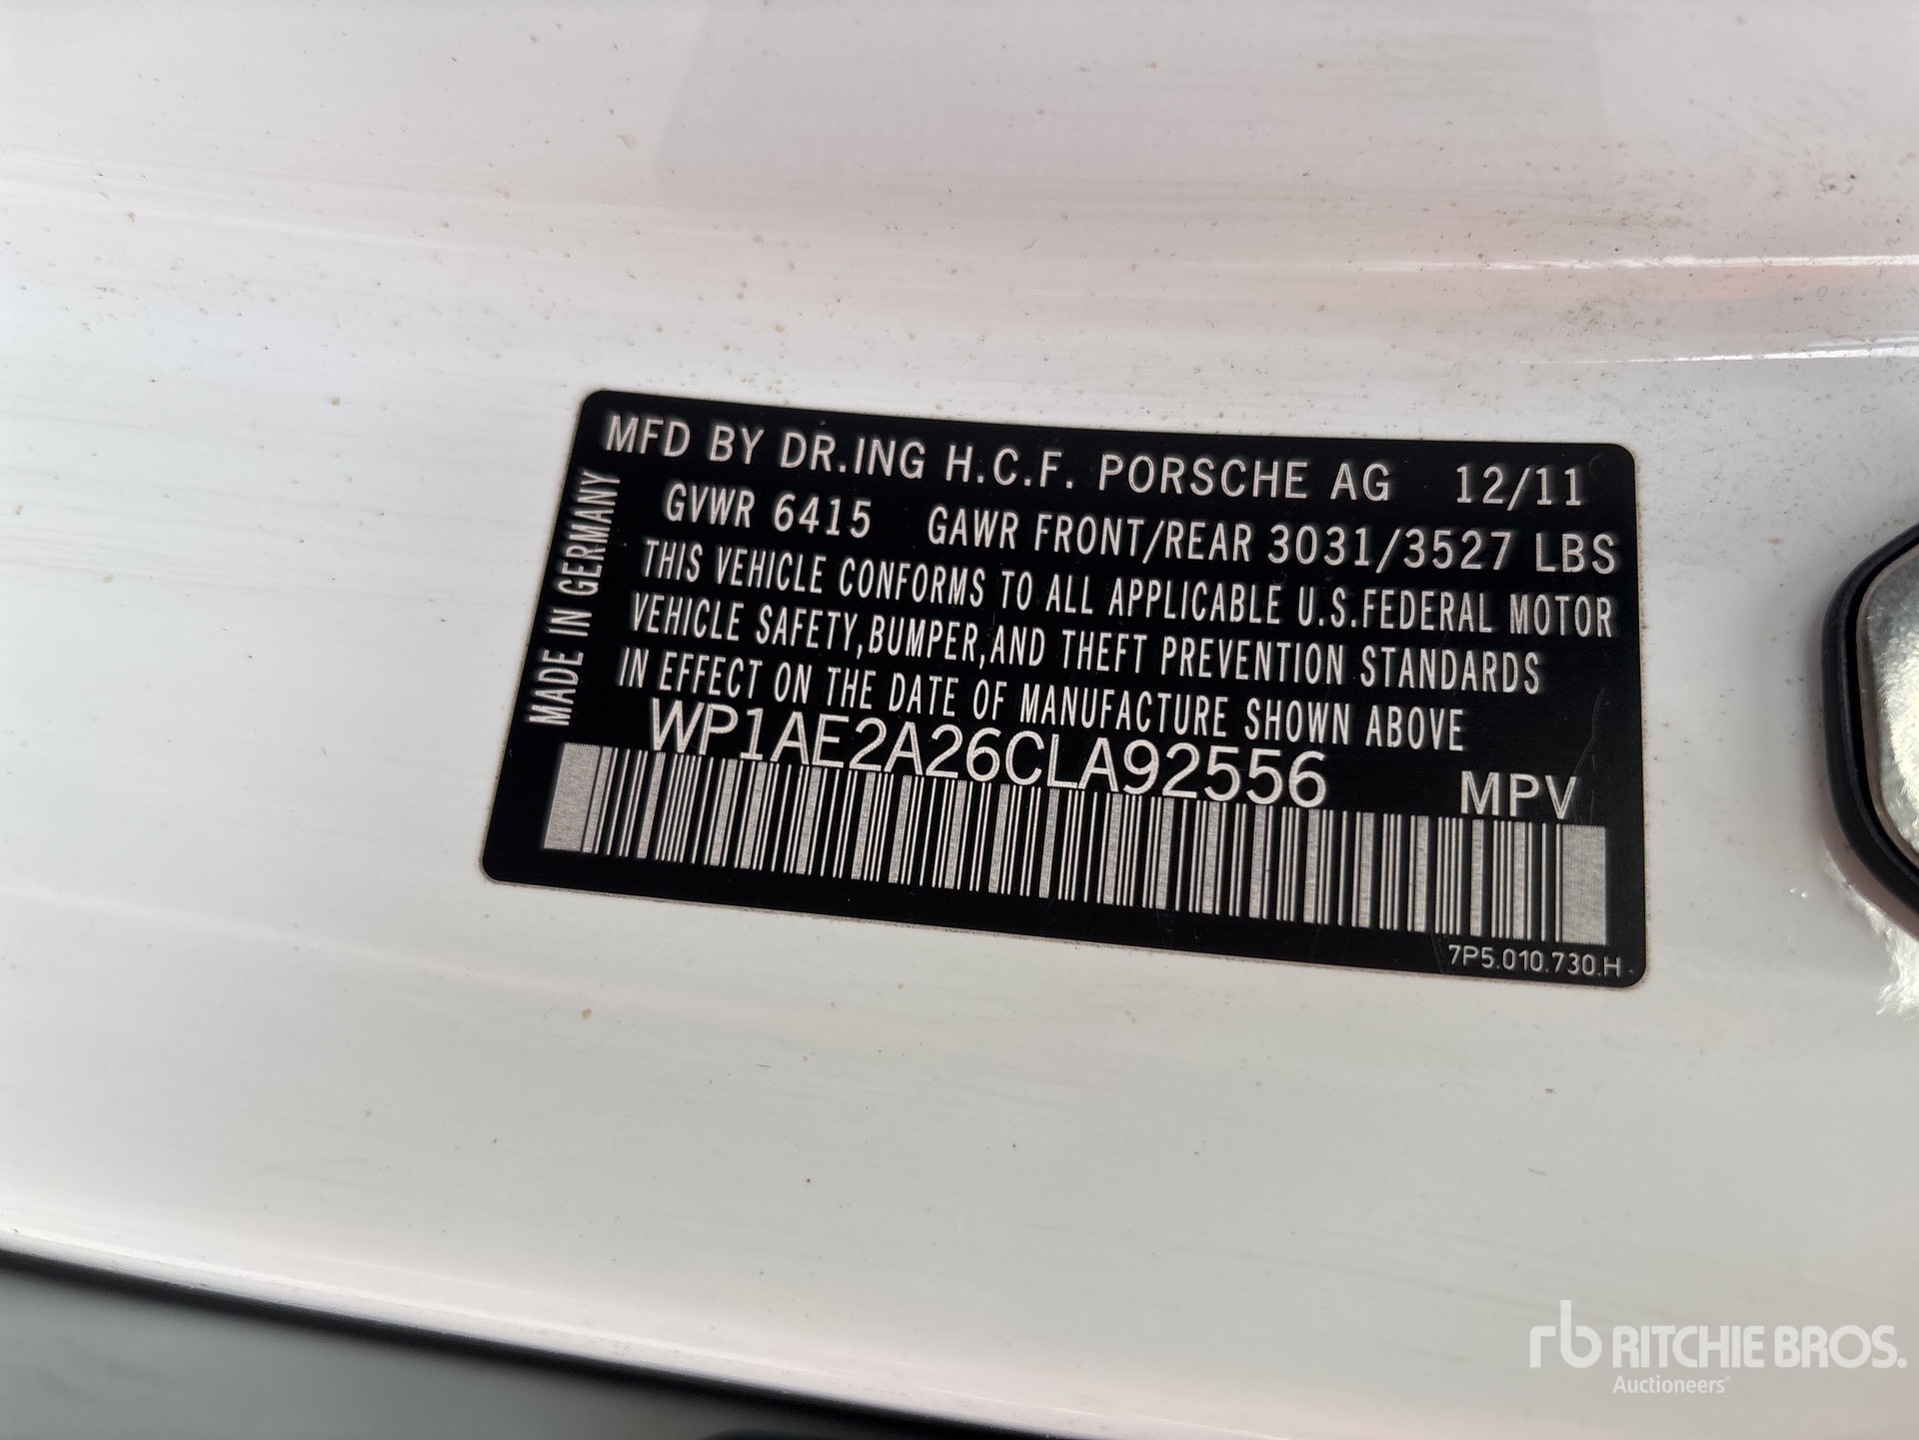 MFD BY DR.ING H.C.F. PORSCHE AG 12/11
GVWR 6415 GAWR FRONT/REAR 3031/3527 LBS
THIS VEHICLE CONFORMS TO ALL APPLICABLE U.S.FEDERAL MOTOR
VEHICLE SAFETY,BUMPER,AND THEFT PREVENTION STANDARDS
IN EFFECT ON THE DATE OF MANUFACTURE SHOWN ABOVE
WP1AE2A26CLA92556 MPV
7P5.010.730.H
MADE IN GERMANY
rb RITCHIE BROS.
Auctioneers